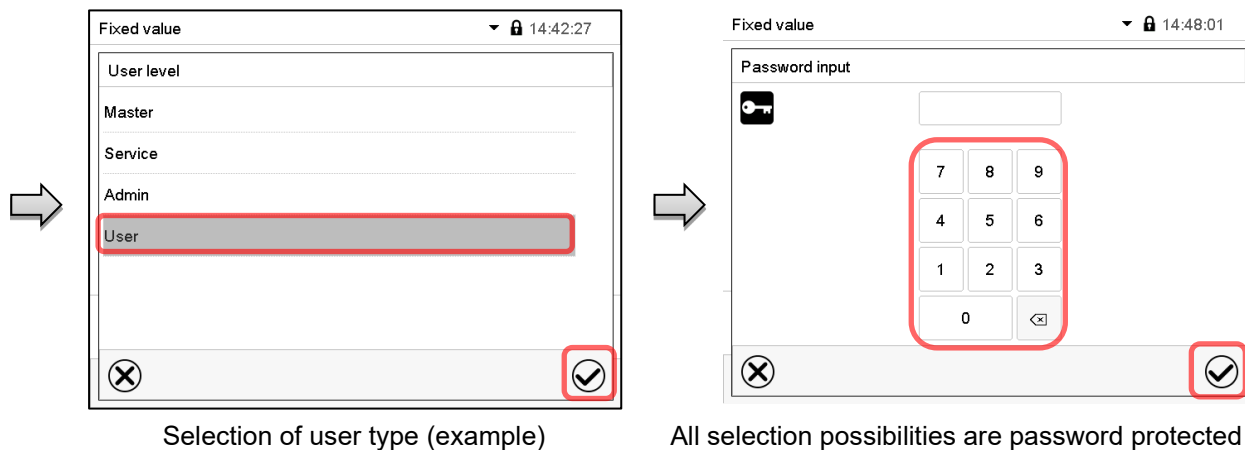 Fixed value 14:42:27
User level
Master
Service
Admin
User
Selection of user type (example)
Fixed value 14:48:01
Password input
7 8 9
4 5 6
1 2 3
0
All selection possibilities are password protected